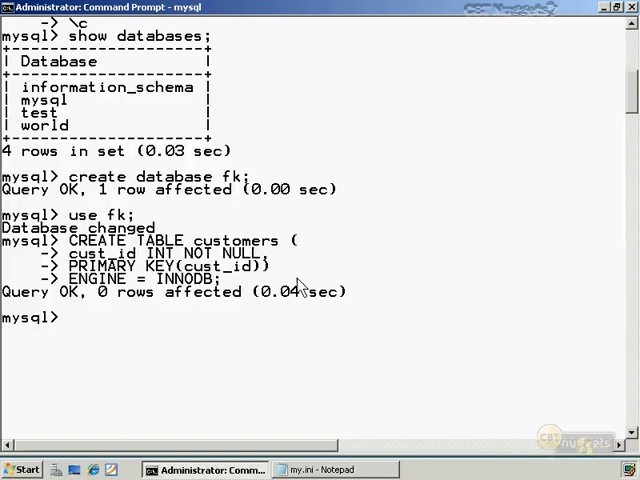 Administrator: Command Prompt - mysql
-> \c
mysql> show databases;
+--------------------+
| Database           |
+--------------------+
| information_schema |
| mysql              |
| test               |
| world              |
+--------------------+
4 rows in set (0.03 sec)
mysql> create database fk;
Query OK, 1 row affected (0.00 sec)
mysql> use fk;
Database changed
mysql> CREATE TABLE customers (
-> cust_id INT NOT NULL,
-> PRIMARY KEY(cust_id))
-> ENGINE = INNODB;
Query OK, 0 rows affected (0.04 sec)
mysql>
CBT nuggets
Start
Administrator: Comm...
my.ini - Notepad